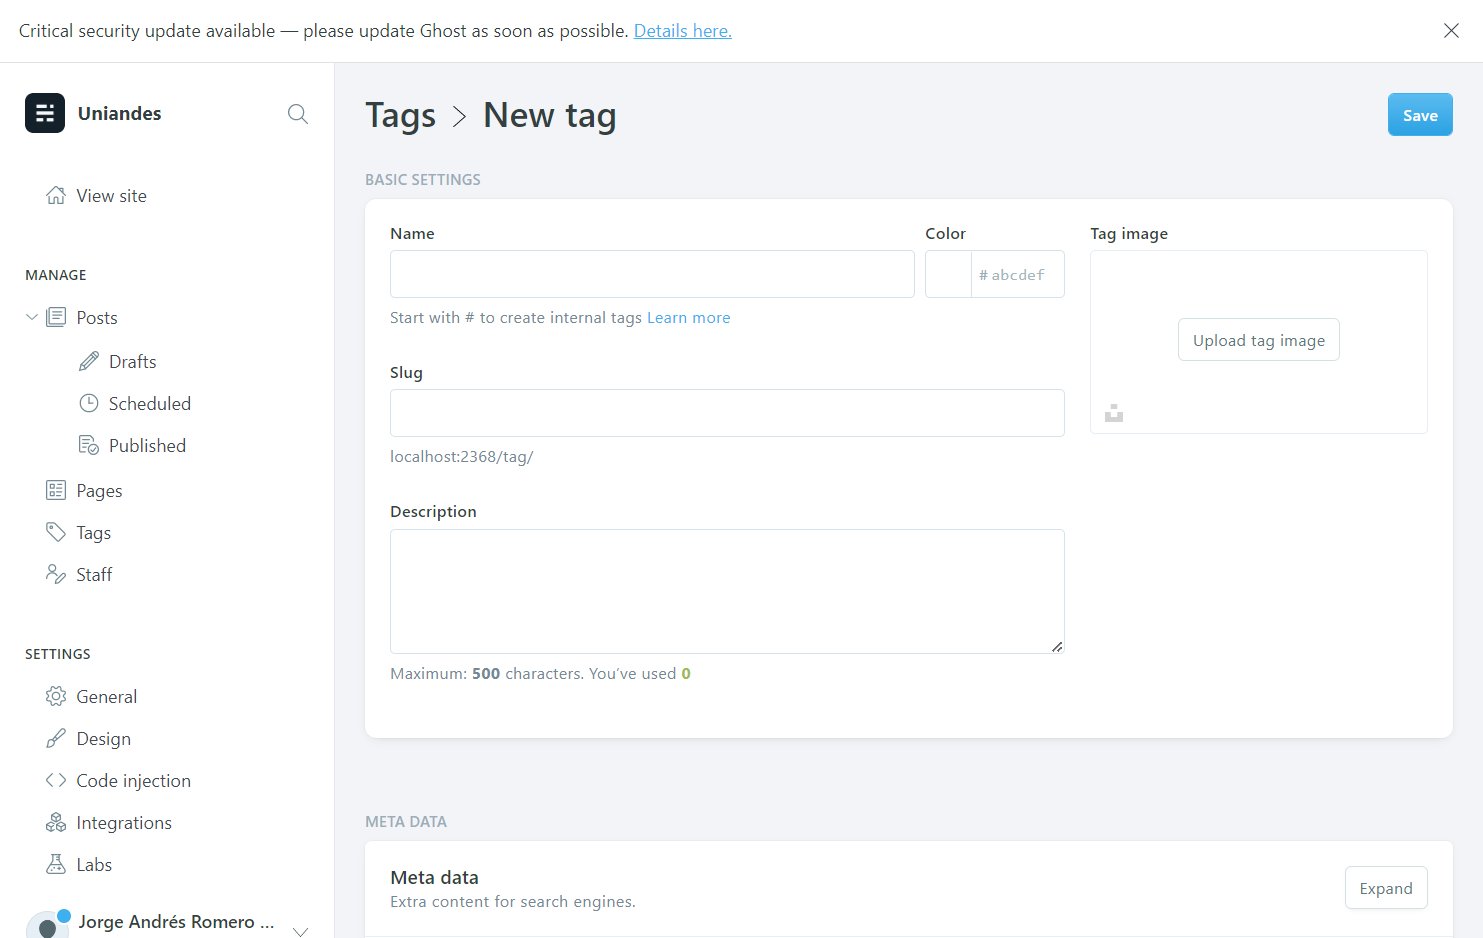 Critical security update available — please update Ghost as soon as possible. Details here.
Uniandes
View site
MANAGE
Posts
Drafts
Scheduled
Published
Pages
Tags
Staff
SETTINGS
General
Design
Code injection
Integrations
Labs
Jorge Andrés Romero ...
Tags > New tag
Save
BASIC SETTINGS
Name
Color
# abcdef
Start with # to create internal tags Learn more
Slug
localhost:2368/tag/
Description
Maximum: 500 characters. You’ve used 0
Tag image
Upload tag image
META DATA
Meta data
Extra content for search engines.
Expand